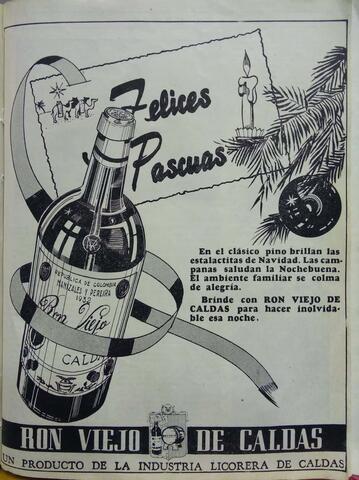 Felices
Pascuas
En el clásico pino brillan las
estalactitas de Navidad. Las cam-
panas saludan la Nochebuena.
El ambiente familiar se colma
de alegría.
Brinde con RON VIEJO DE
CALDAS para hacer inolvida-
ble esa noche.
REPUBLICA DE COLOMBIA
MANIZALES Y PEREIRA
Ron Viejo
CALDAS
RON VIEJO DE CALDAS
UN PRODUCTO DE LA INDUSTRIA LICORERA DE CALDAS